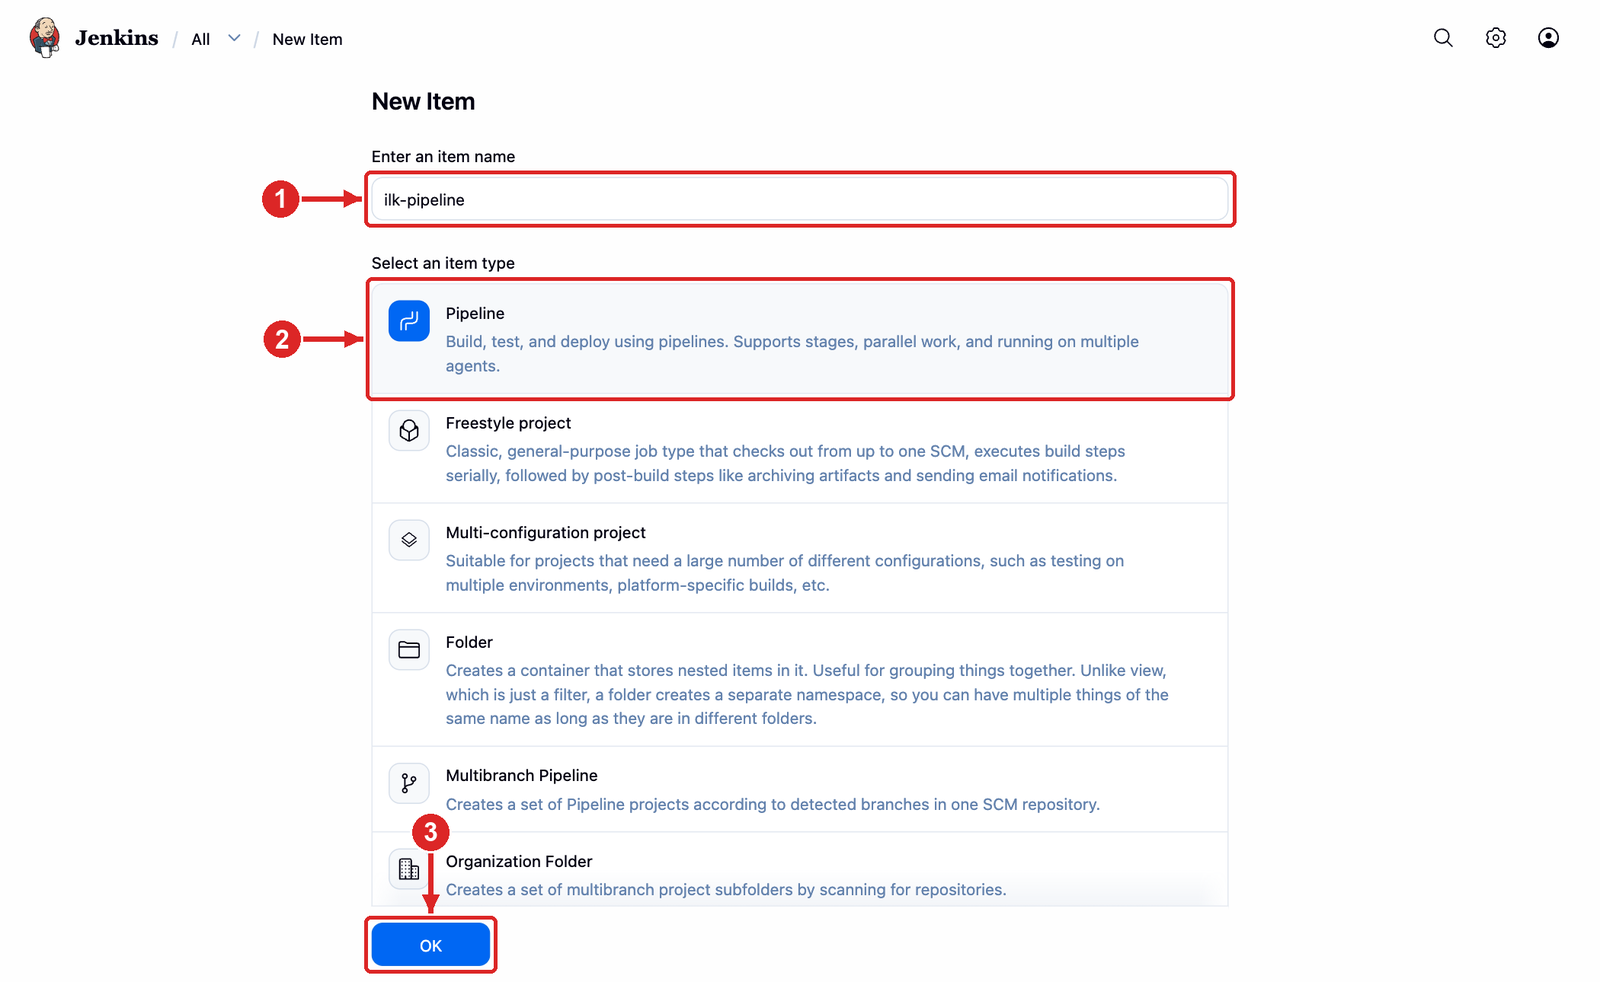 Jenkins / All / New Item
New Item
Enter an item name
1
ilk-pipeline
Select an item type
2
Pipeline
Build, test, and deploy using pipelines. Supports stages, parallel work, and running on multiple
agents.
Freestyle project
Classic, general-purpose job type that checks out from up to one SCM, executes build steps
serially, followed by post-build steps like archiving artifacts and sending email notifications.
Multi-configuration project
Suitable for projects that need a large number of different configurations, such as testing on
multiple environments, platform-specific builds, etc.
Folder
Creates a container that stores nested items in it. Useful for grouping things together. Unlike view,
which is just a filter, a folder creates a separate namespace, so you can have multiple things of the
same name as long as they are in different folders.
Multibranch Pipeline
Creates a set of Pipeline projects according to detected branches in one SCM repository.
3
Organization Folder
Creates a set of multibranch project subfolders by scanning for repositories.
OK